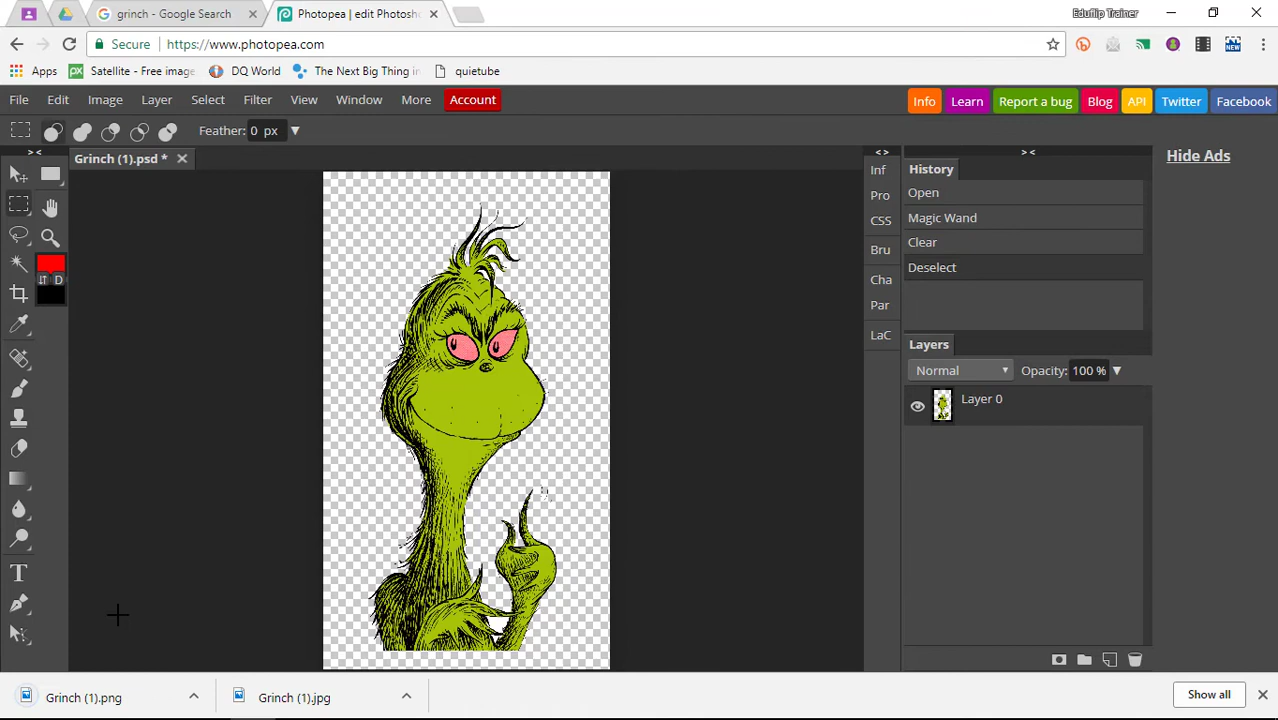 grinch - Google Search
Photopea | edit Photosh
Eduflip Trainer
Secure
https://www.photopea.com
NEW
Apps
px
Satellite - Free image
DQ World
The Next Big Thing in
quietube
File Edit Image Layer Select Filter View Window More Account
Info Learn Report a bug Blog API Twitter Facebook
Feather: 0 px
> <
Grinch (1).psd *
< >
> <
Hide Ads
Inf
Pro
CSS
Bru
Cha
Par
LaC
History
Open
Magic Wand
Clear
Deselect
D
T
Layers
Normal
Opacity: 100 %
Layer 0
Grinch (1).png
Grinch (1).jpg
Show all